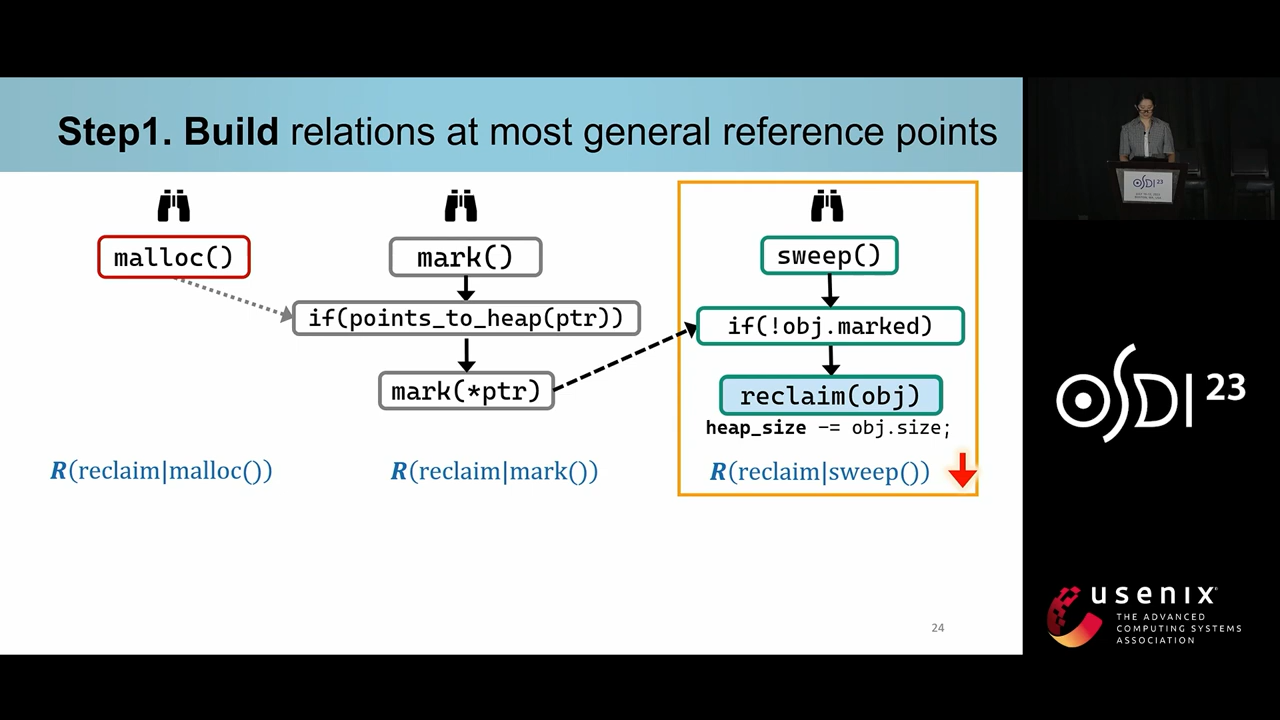 Step1. Build relations at most general reference points
malloc()
mark()
if(points_to_heap(ptr))
mark(*ptr)
sweep()
if(!obj.marked)
reclaim(obj)
heap_size -= obj.size;
R(reclaim|malloc())
R(reclaim|mark())
R(reclaim|sweep())
24
OSDI 23
OSDI 23
usenix
THE ADVANCED
COMPUTING SYSTEMS
ASSOCIATION